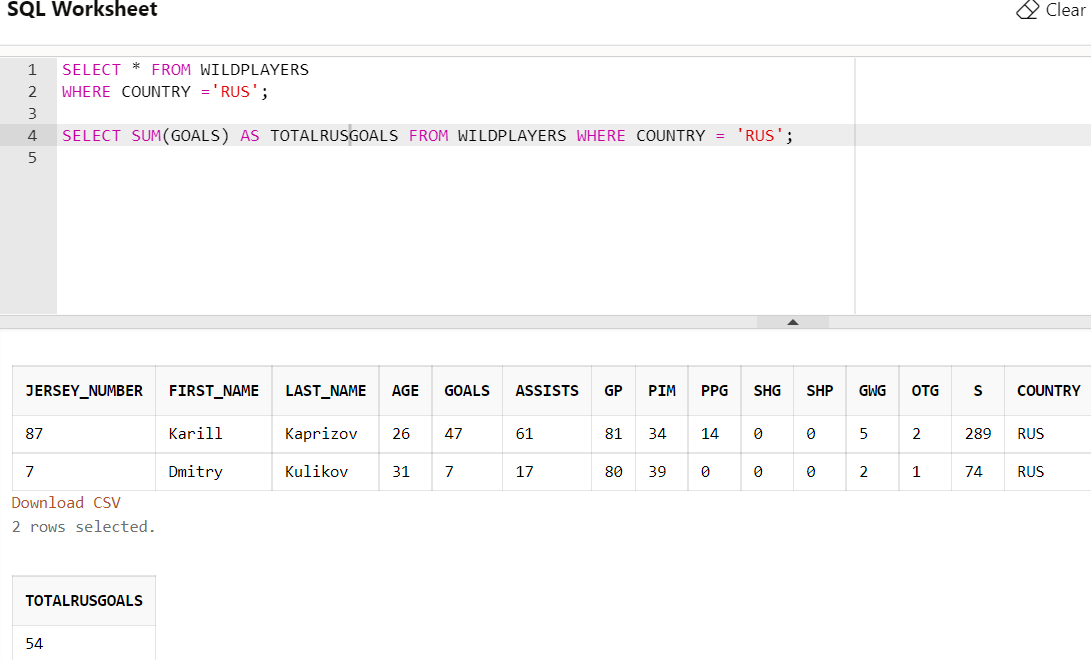 SQL Worksheet
Clear
1 SELECT * FROM WILDPLAYERS
2 WHERE COUNTRY ='RUS';
3
4 SELECT SUM(GOALS) AS TOTALRUSGOALS FROM WILDPLAYERS WHERE COUNTRY = 'RUS';
5
JERSEY_NUMBER FIRST_NAME LAST_NAME AGE GOALS ASSISTS GP PIM PPG SHG SHP GWG OTG S COUNTRY
87 Karill Kaprizov 26 47 61 81 34 14 0 0 5 2 289 RUS
7 Dmitry Kulikov 31 7 17 80 39 0 0 0 2 1 74 RUS
Download CSV
2 rows selected.
TOTALRUSGOALS
54